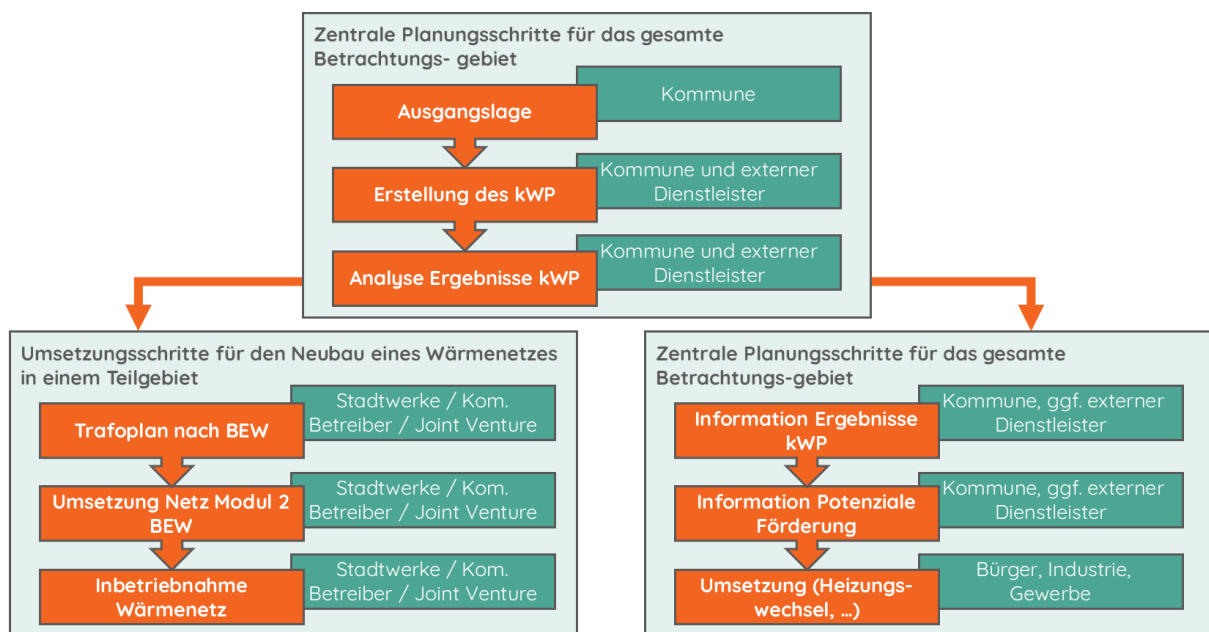 Zentrale Planungsschritte für das gesamte
Betrachtungs- gebiet
Ausgangslage
Kommune
Erstellung des kWP
Kommune und externer
Dienstleister
Analyse Ergebnisse kWP
Kommune und externer
Dienstleister
Umsetzungsschritte für den Neubau eines Wärmenetzes
in einem Teilgebiet
Trafoplan nach BEW
Stadtwerke / Kom.
Betreiber / Joint Venture
Umsetzung Netz Modul 2
BEW
Stadtwerke / Kom.
Betreiber / Joint Venture
Inbetriebnahme
Wärmenetz
Stadtwerke / Kom.
Betreiber / Joint Venture
Zentrale Planungsschritte für das gesamte
Betrachtungs-gebiet
Information Ergebnisse
kWP
Kommune, ggf. externer
Dienstleister
Information Potenziale
Förderung
Kommune, ggf. externer
Dienstleister
Umsetzung (Heizungs-
wechsel, ...)
Bürger, Industrie,
Gewerbe